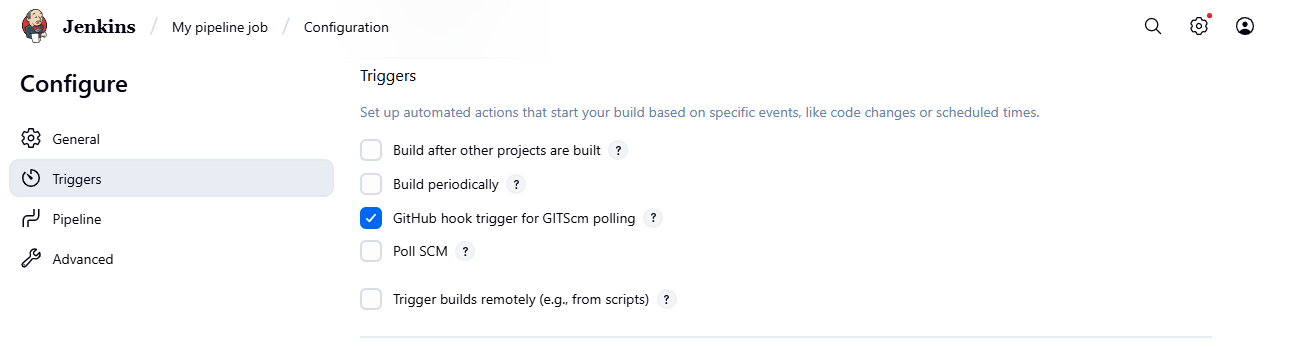 Jenkins / My pipeline job / Configuration
Configure
General
Triggers
Pipeline
Advanced
Triggers
Set up automated actions that start your build based on specific events, like code changes or scheduled times.
Build after other projects are built ?
Build periodically ?
GitHub hook trigger for GITScm polling ?
Poll SCM ?
Trigger builds remotely (e.g., from scripts) ?